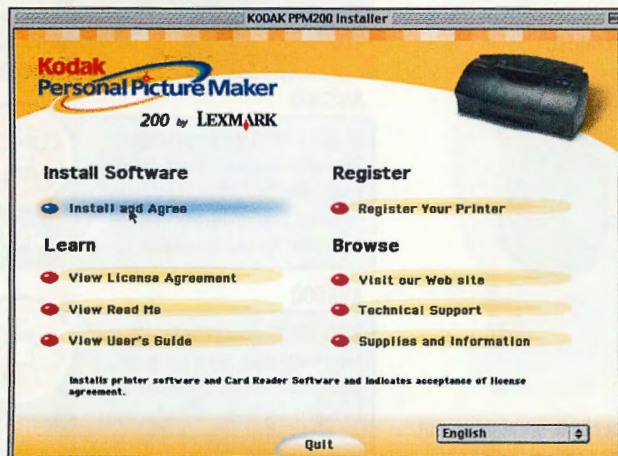 KODAK PPM200 Installer
Kodak
Personal Picture Maker
200 by LEXMARK
Install Software
Install and Agree
Register
Register Your Printer
Learn
View License Agreement
View Read Me
View User's Guide
Browse
Visit our Web site
Technical Support
Supplies and Information
Installs printer software and Card Reader Software and indicates acceptance of license
agreement.
Quit
English